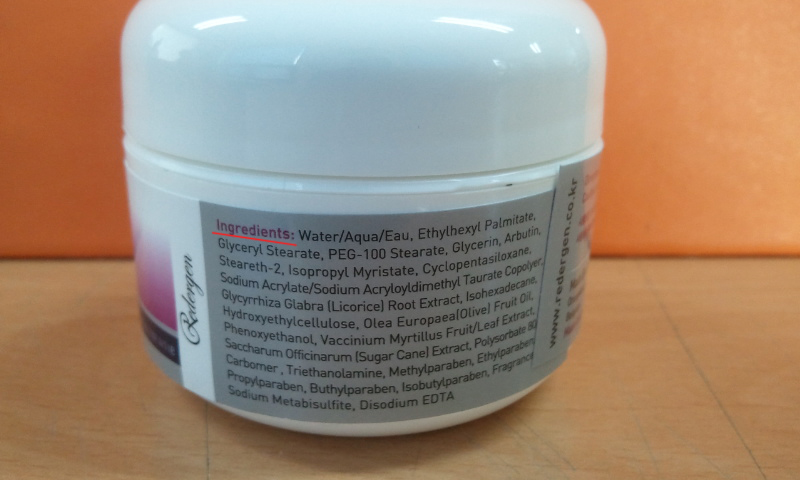 Redergen
Ingredients: Water/Aqua/Eau, Ethylhexyl Palmitate,
Glyceryl Stearate, PEG-100 Stearate, Glycerin, Arbutin,
Steareth-2, Isopropyl Myristate, Cyclopentasiloxane,
Sodium Acrylate/Sodium Acryloyldimethyl Taurate Copolyer,
Glycyrrhiza Glabra (Licorice) Root Extract, Isohexadecane,
Hydroxyethylcellulose, Olea Europaea(Olive) Fruit Oil,
Phenoxyethanol, Vaccinium Myrtillus Fruit/Leaf Extract,
Saccharum Officinarum (Sugar Cane) Extract, Polysorbate 80,
Carbomer , Triethanolamine, Methylparaben, Ethylparaben,
Propylparaben, Buthylparaben, Isobutylparaben, Fragrance
Sodium Metabisulfite, Disodium EDTA
www.redergen.co.kr